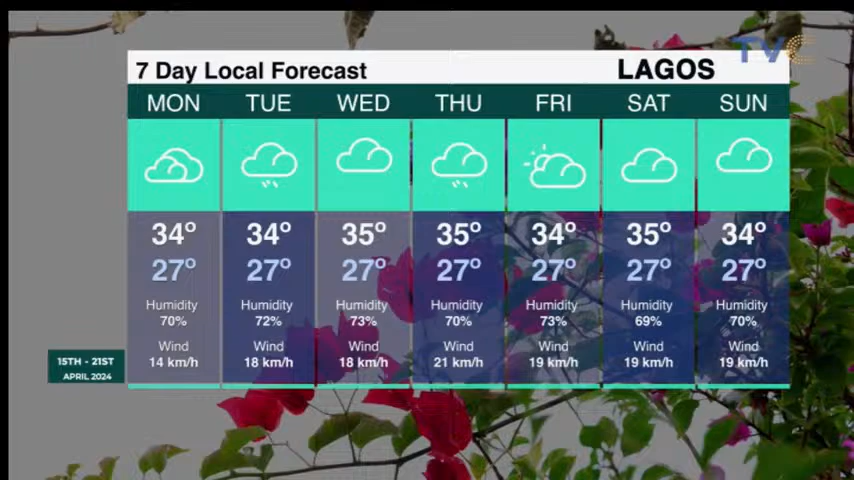 7 Day Local Forecast LAGOS
TVC
MON TUE WED THU FRI SAT SUN
34° 34° 35° 35° 34° 35° 34°
27° 27° 27° 27° 27° 27° 27°
Humidity Humidity Humidity Humidity Humidity Humidity Humidity
70% 72% 73% 70% 73% 69% 70%
Wind Wind Wind Wind Wind Wind Wind
14 km/h 18 km/h 18 km/h 21 km/h 19 km/h 19 km/h 19 km/h
15TH - 21ST
APRIL 2024